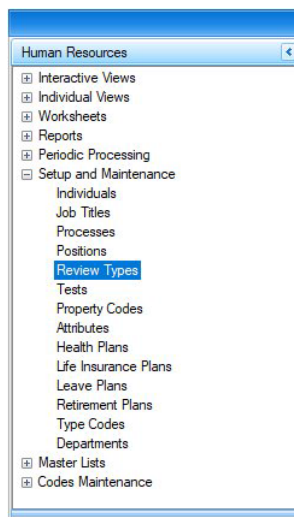 Human Resources
Interactive Views
Individual Views
Worksheets
Reports
Periodic Processing
Setup and Maintenance
Individuals
Job Titles
Processes
Positions
Review Types
Tests
Property Codes
Attributes
Health Plans
Life Insurance Plans
Leave Plans
Retirement Plans
Type Codes
Departments
Master Lists
Codes Maintenance